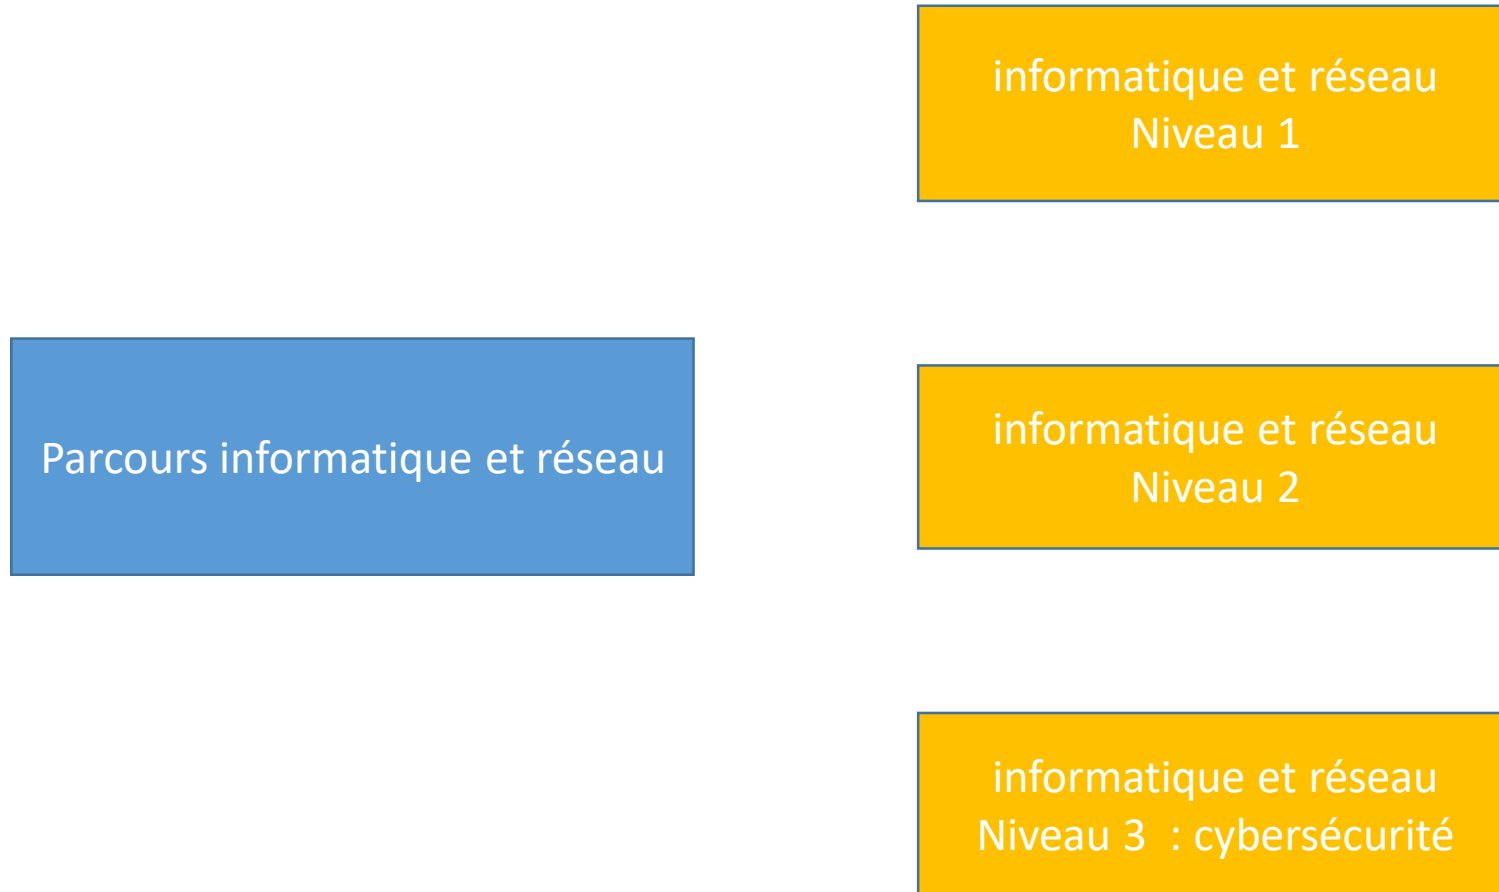 informatique et réseau
Niveau 1
Parcours informatique et réseau
informatique et réseau
Niveau 2
informatique et réseau
Niveau 3  : cybersécurité